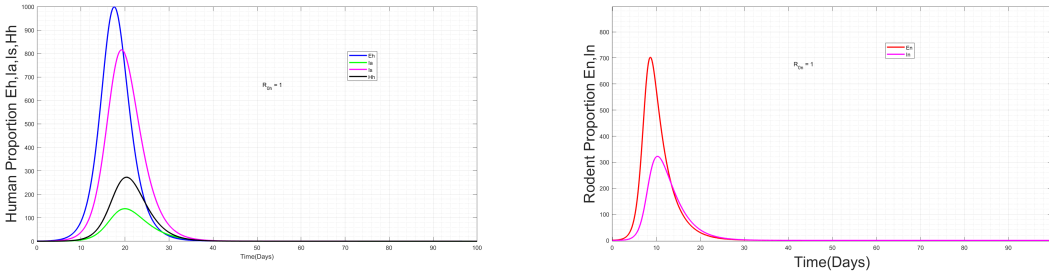 Human Proportion Eh,Ia,Is,Hh
1000
900
800
700
600
500
400
300
200
100
0
0 10 20 30 40 50 60 70 80 90 100
Time(Days)
Eh
Ia
Is
Hh
R0h = 1
Rodent Proportion En,In
800
700
600
500
400
300
200
100
0
0 10 20 30 40 50 60 70 80 90
Time(Days)
En
In
R0n = 1